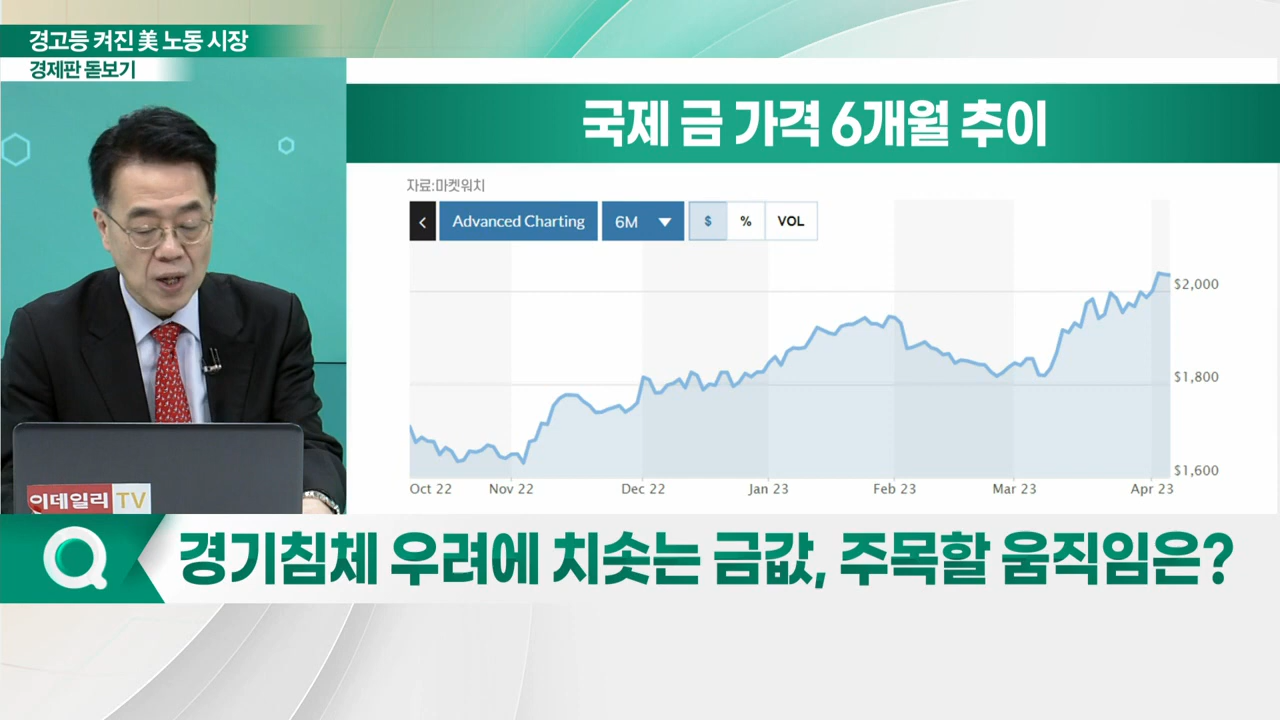 경고등 켜진 美 노동 시장
경제판 돋보기
국제 금 가격 6개월 추이
자료:마켓워치
< Advanced Charting 6M ▼ $ % VOL
$2,000
$1,800
$1,600
Oct 22 Nov 22 Dec 22 Jan 23 Feb 23 Mar 23 Apr 23
이데일리 TV
Q 경기침체 우려에 치솟는 금값, 주목할 움직임은?